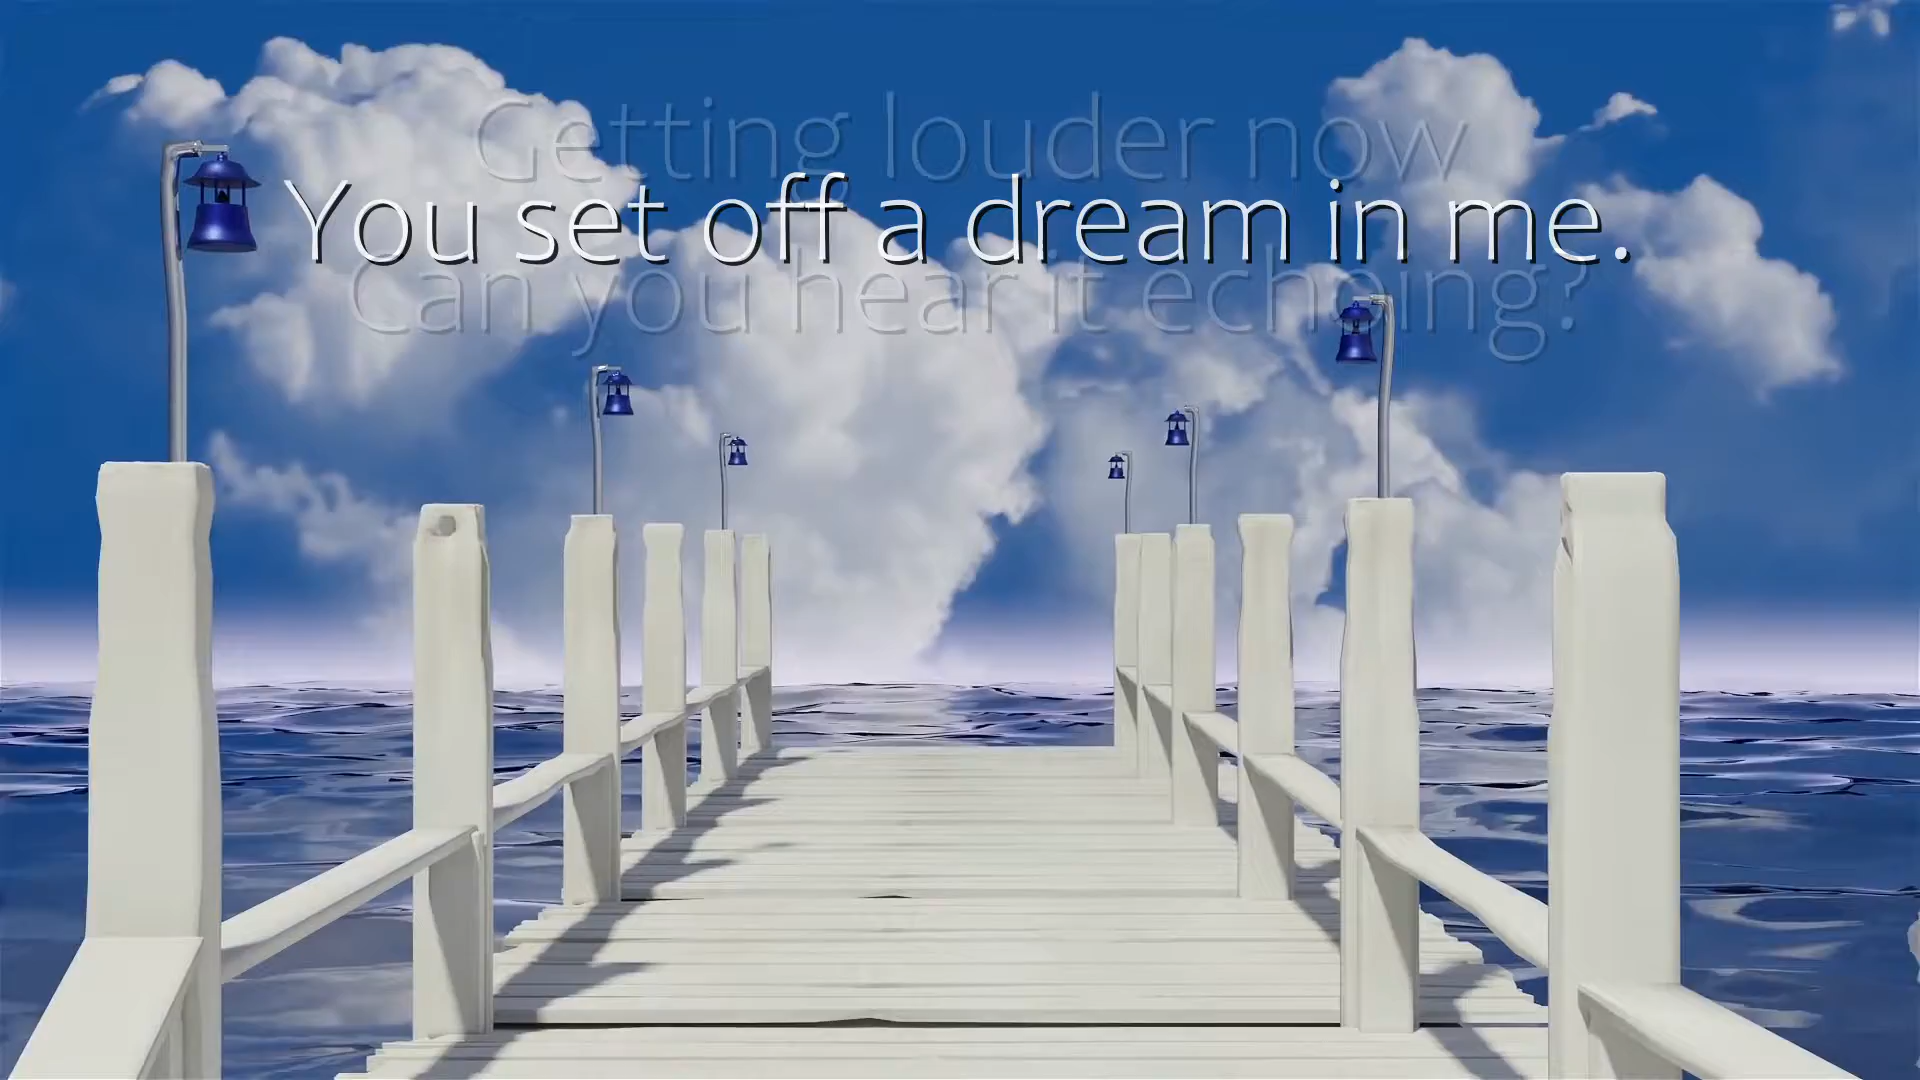 Getting louder now
You set off a dream in me.
Can you hear it echoing?